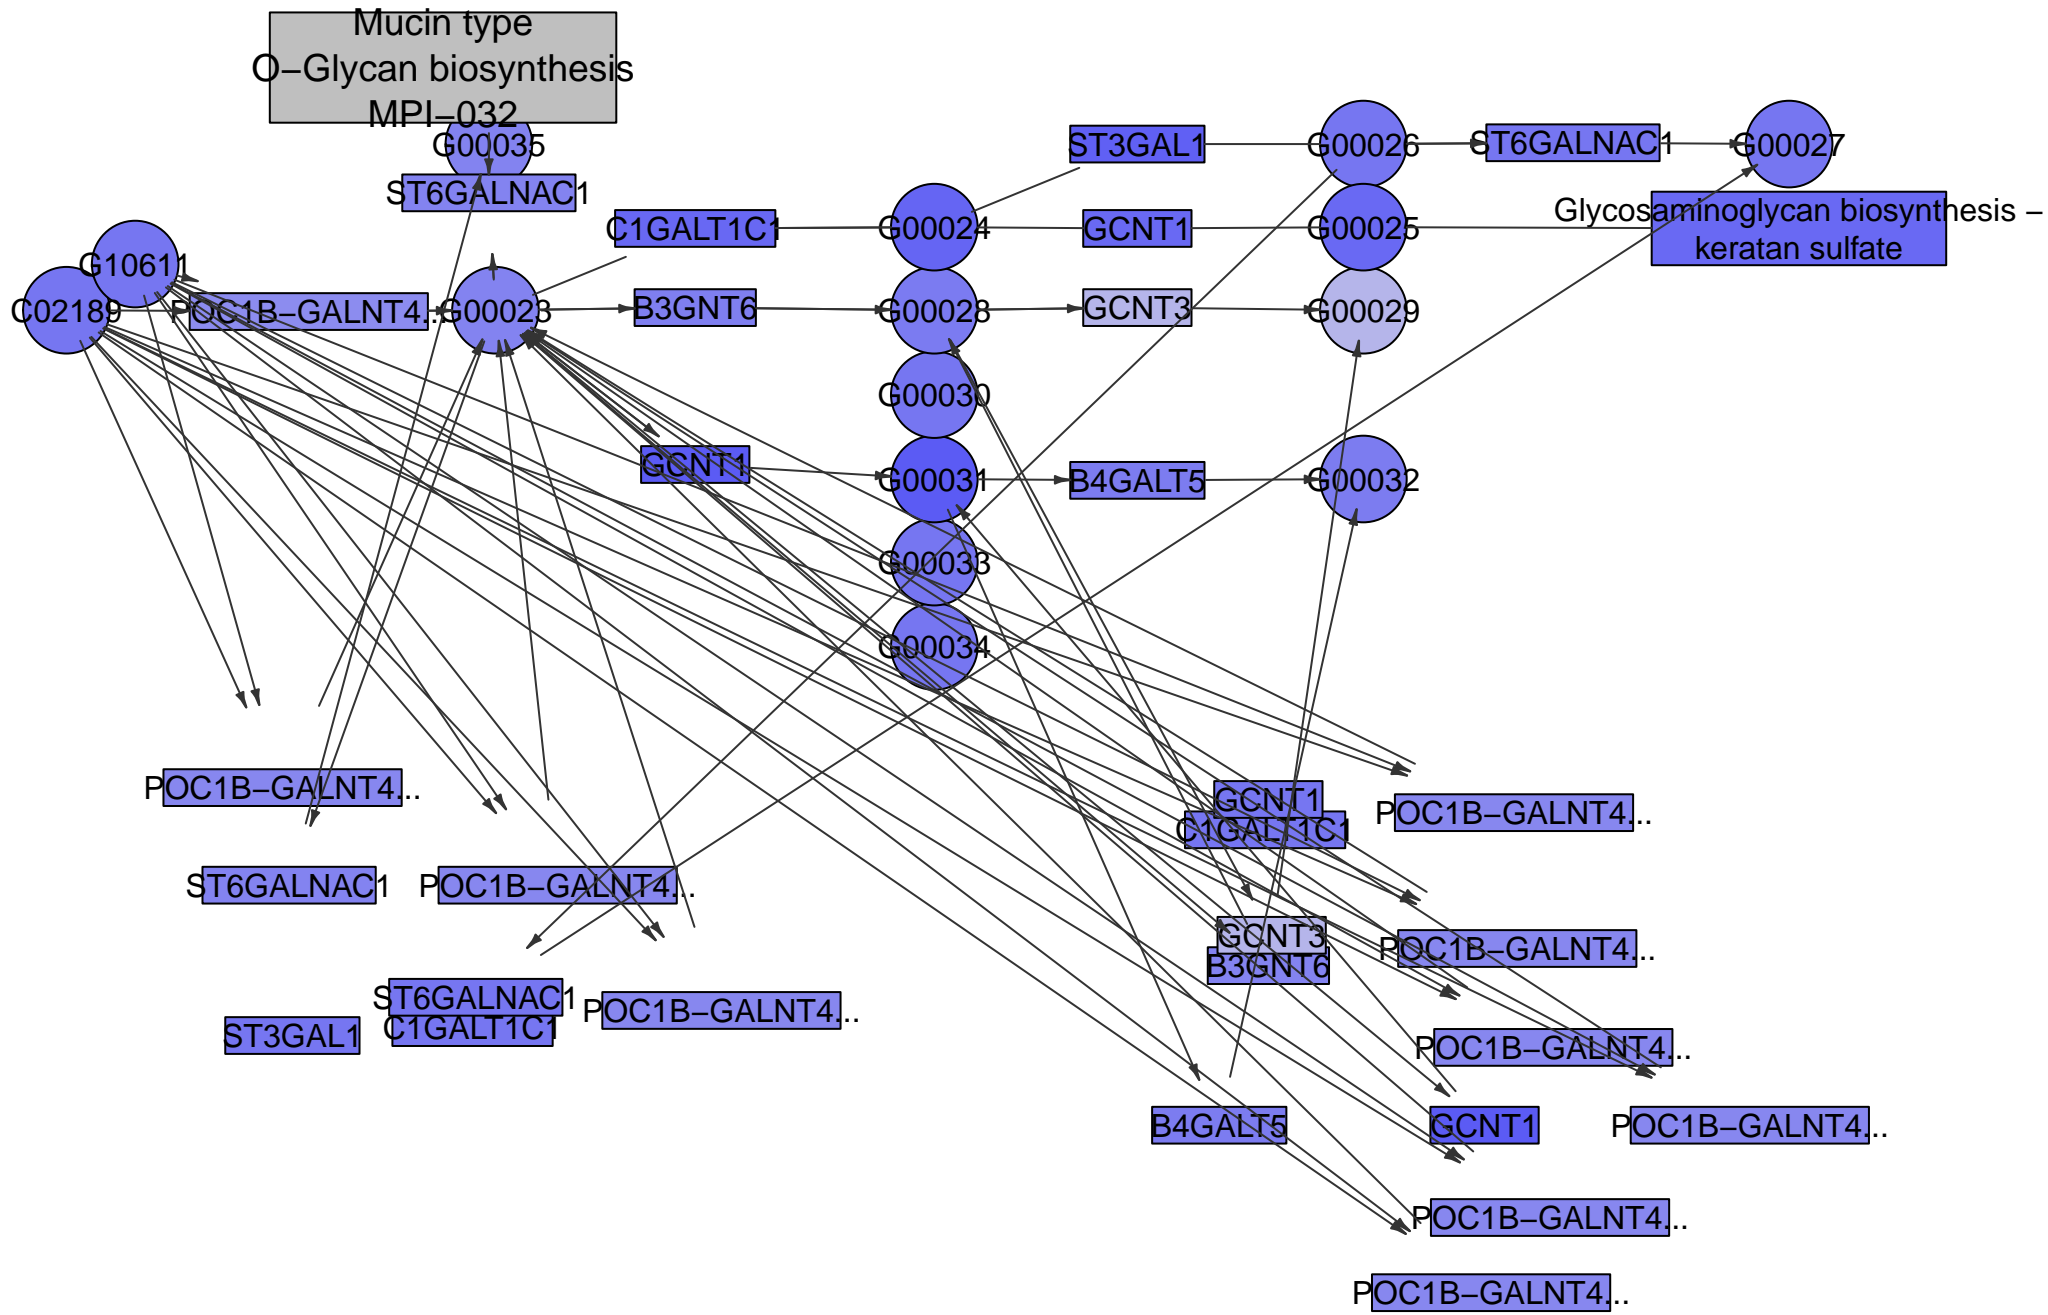 Mucin type
O−Glycan biosynthesis
MPI−032
G00035
ST6GALNAC1
ST3GAL1
G00026
ST6GALNAC1
G00027
C1GALT1C1
G00024
GCNT1
G00025
Glycosaminoglycan biosynthesis −
keratan sulfate
G10611
C02189
POC1B−GALNT4...
G00023
B3GNT6
G00028
GCNT3
G00029
G00030
GCNT1
G00031
B4GALT5
G00032
G00033
G00034
POC1B−GALNT4...
GCNT1
C1GALT1C1
POC1B−GALNT4...
ST6GALNAC1
POC1B−GALNT4...
GCNT3
B3GNT6
POC1B−GALNT4...
ST6GALNAC1
C1GALT1C1
ST3GAL1
POC1B−GALNT4...
POC1B−GALNT4...
B4GALT5
GCNT1
POC1B−GALNT4...
POC1B−GALNT4...
POC1B−GALNT4...